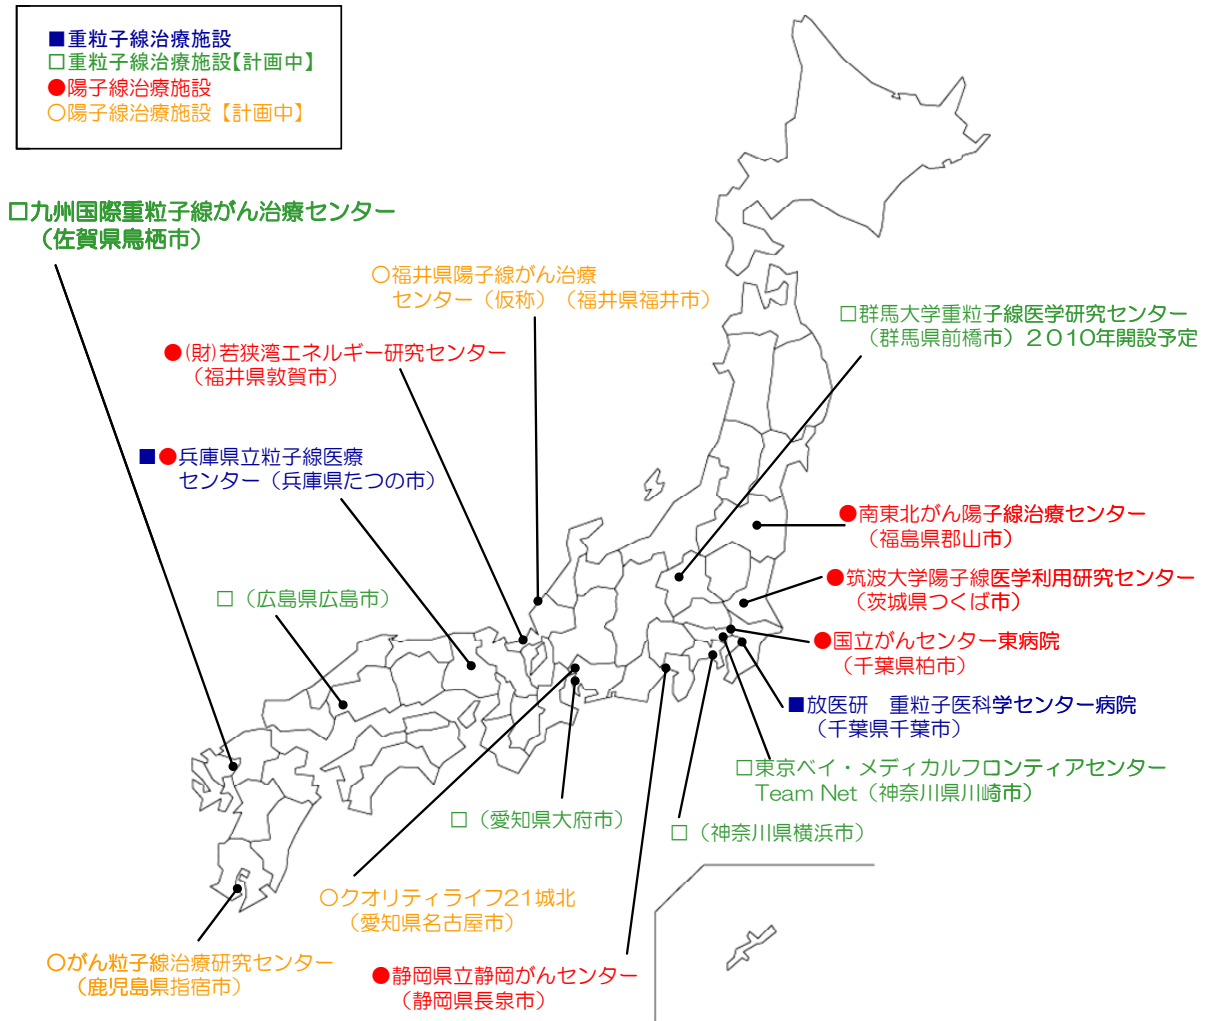 ■重粒子線治療施設
□重粒子線治療施設【計画中】
●陽子線治療施設
○陽子線治療施設【計画中】
□九州国際重粒子線がん治療センター
（佐賀県鳥栖市）
○福井県陽子線がん治療
センター（仮称）（福井県福井市）
□群馬大学重粒子線医学研究センター
（群馬県前橋市）２０１０年開設予定
●(財)若狭湾エネルギー研究センター
（福井県敦賀市）
■●兵庫県立粒子線医療
センター（兵庫県たつの市）
●南東北がん陽子線治療センター
（福島県郡山市）
●筑波大学陽子線医学利用研究センター
（茨城県つくば市）
□（広島県広島市）
●国立がんセンター東病院
（千葉県柏市）
■放医研　重粒子医科学センター病院
（千葉県千葉市）
□東京ベイ・メディカルフロンティアセンター
Team Net（神奈川県川崎市）
□（愛知県大府市）
□（神奈川県横浜市）
○クオリティライフ21城北
（愛知県名古屋市）
○がん粒子線治療研究センター
（鹿児島県指宿市）
●静岡県立静岡がんセンター
（静岡県長泉市）